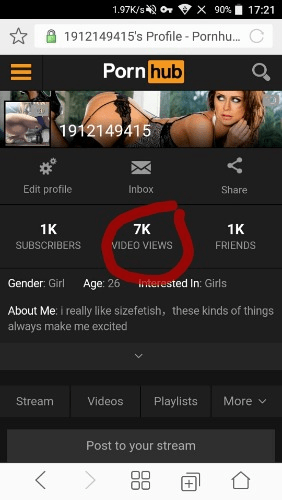 1.97K/s 90% 17:21
1912149415's Profile - Pornhu...
Porn hub
1912149415
Edit profile Inbox Share
1K 7K 1K
SUBSCRIBERS VIDEO VIEWS FRIENDS
Gender: Girl Age: 26 Interested In: Girls
About Me: i really like sizefetish，these kinds of things
always make me excited
Stream Videos Playlists More
Post to your stream